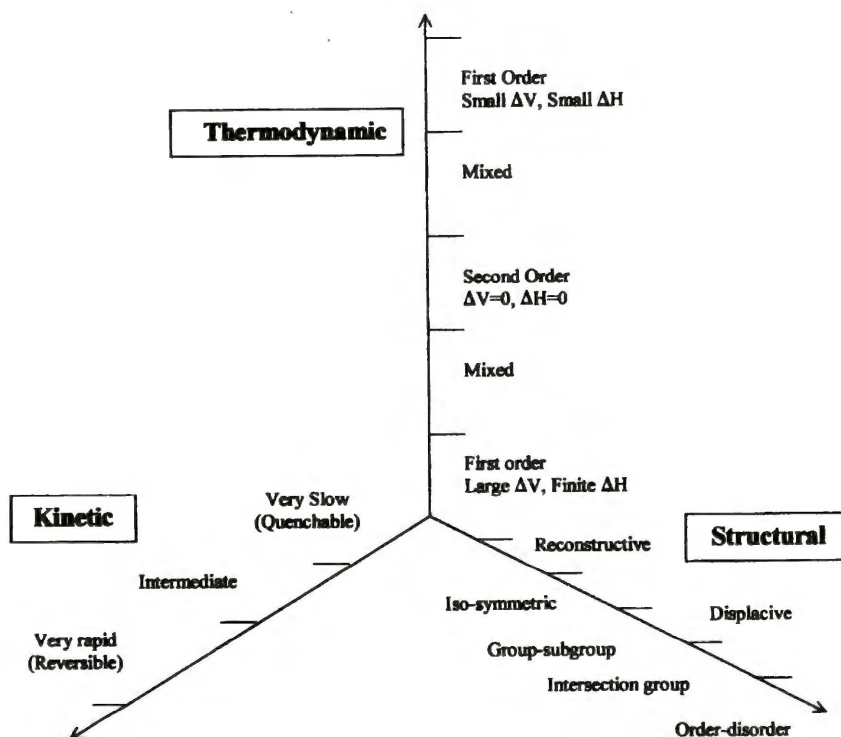 First Order
Small ΔV, Small ΔH
Thermodynamic
Mixed
Second Order
ΔV=0, ΔH=0
Mixed
First order
Large ΔV, Finite ΔH
Very Slow
(Quenchable)
Kinetic
Structural
Reconstructive
Intermediate
Iso-symmetric
Displacive
Very rapid
(Reversible)
Group-subgroup
Intersection group
Order-disorder